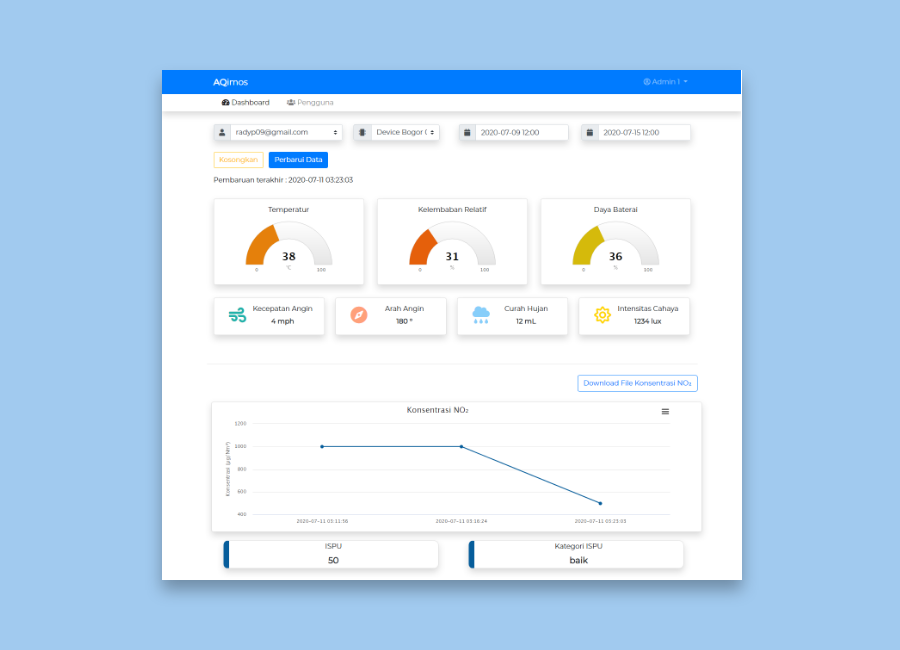 AQimos
Admin 1
Dashboard
Pengguna
radyp09@gmail.com
Device Bogor (
2020-07-09 12:00
2020-07-15 12:00
Kosongkan
Perbarui Data
Pembaruan terakhir : 2020-07-11 03:23:03
Temperatur
38
°C
0
100
Kelembaban Relatif
31
%
0
100
Daya Baterai
36
%
0
100
Kecepatan Angin
4 mph
Arah Angin
180 °
Curah Hujan
12 mL
Intensitas Cahaya
1234 lux
Download File Konsentrasi NO₂
Konsentrasi NO₂
Konsentrasi (µg/Nm³)
1200
1000
800
600
400
2020-07-11 03:11:36
2020-07-11 03:16:24
2020-07-11 03:23:03
ISPU
50
Kategori ISPU
baik